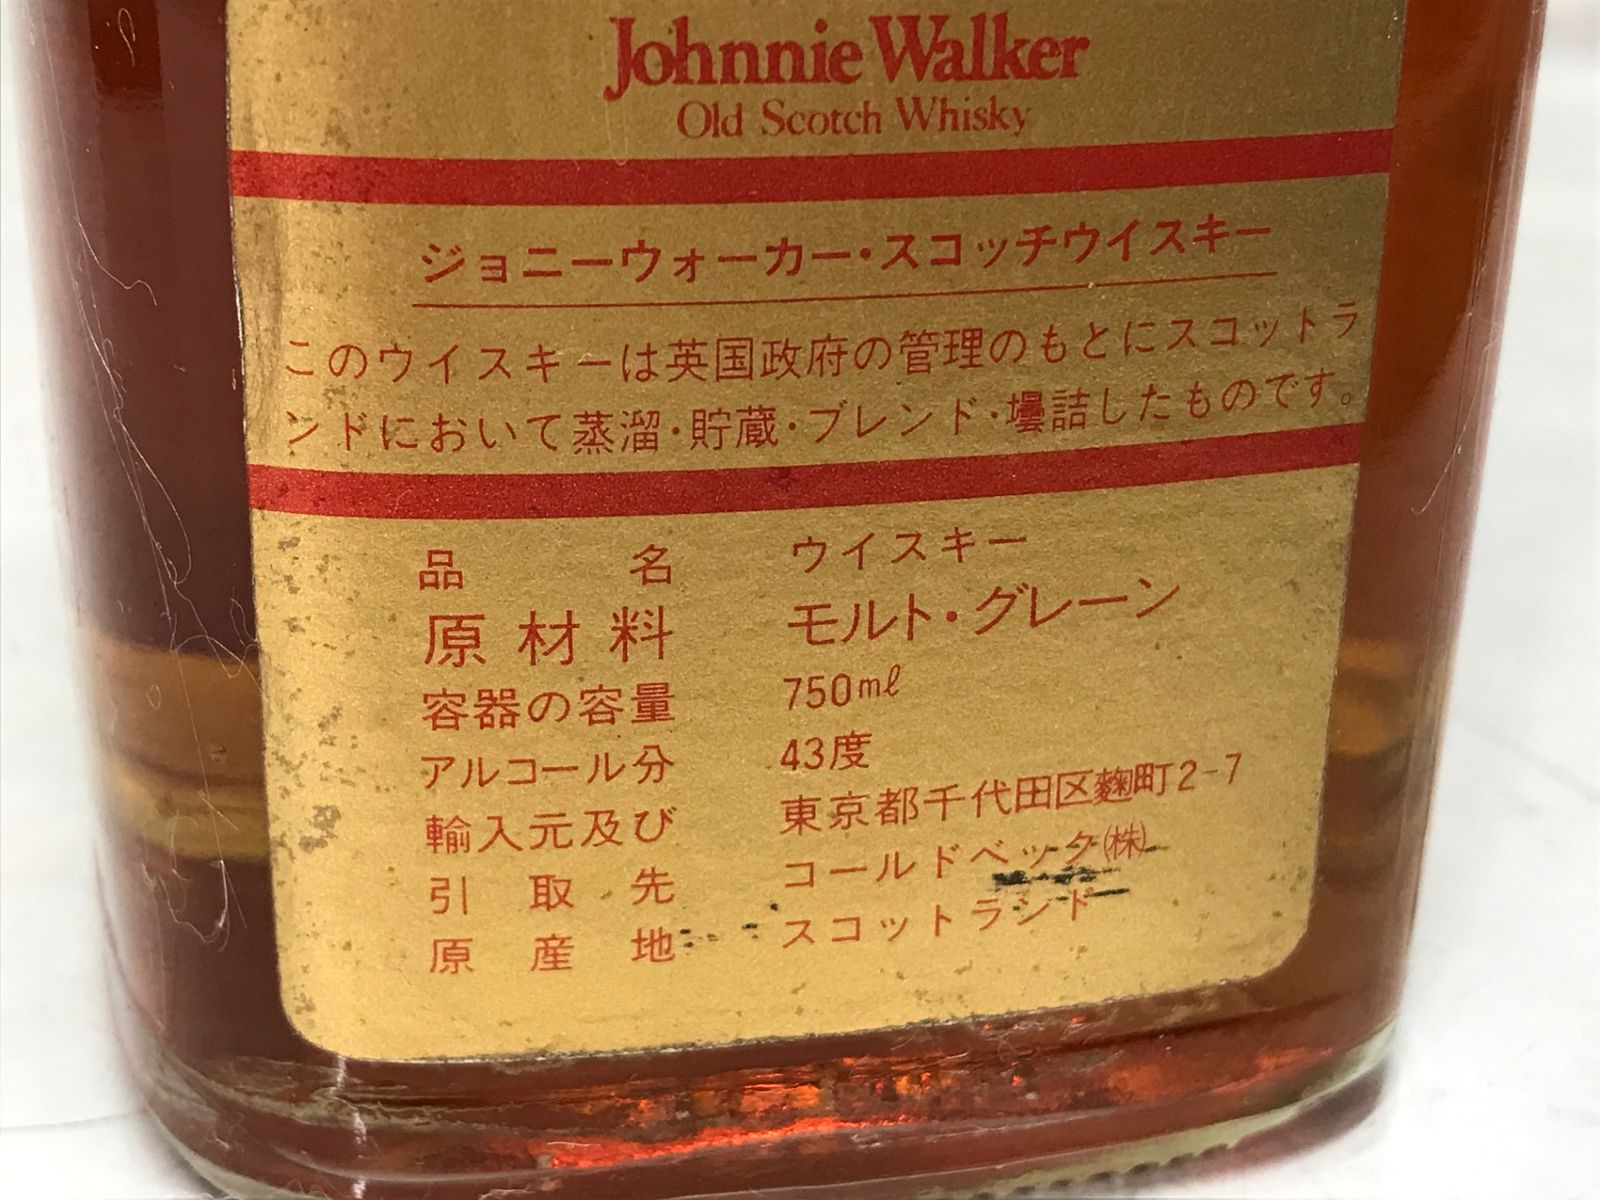 Johnnie Walker
Old Scotch Whisky
ジョニーウォーカー・スコッチウイスキー
このウイスキーは英国政府の管理のもとにスコットラ
ンドにおいて蒸溜・貯蔵・ブレンド・壜詰したものです。
品名 ウイスキー
原材料 モルト・グレーン
容器の容量 750mℓ
アルコール分 43度
輸入元及び 東京都千代田区麴町2-7
引取先 コールドベック㈱
原産地 スコットランド